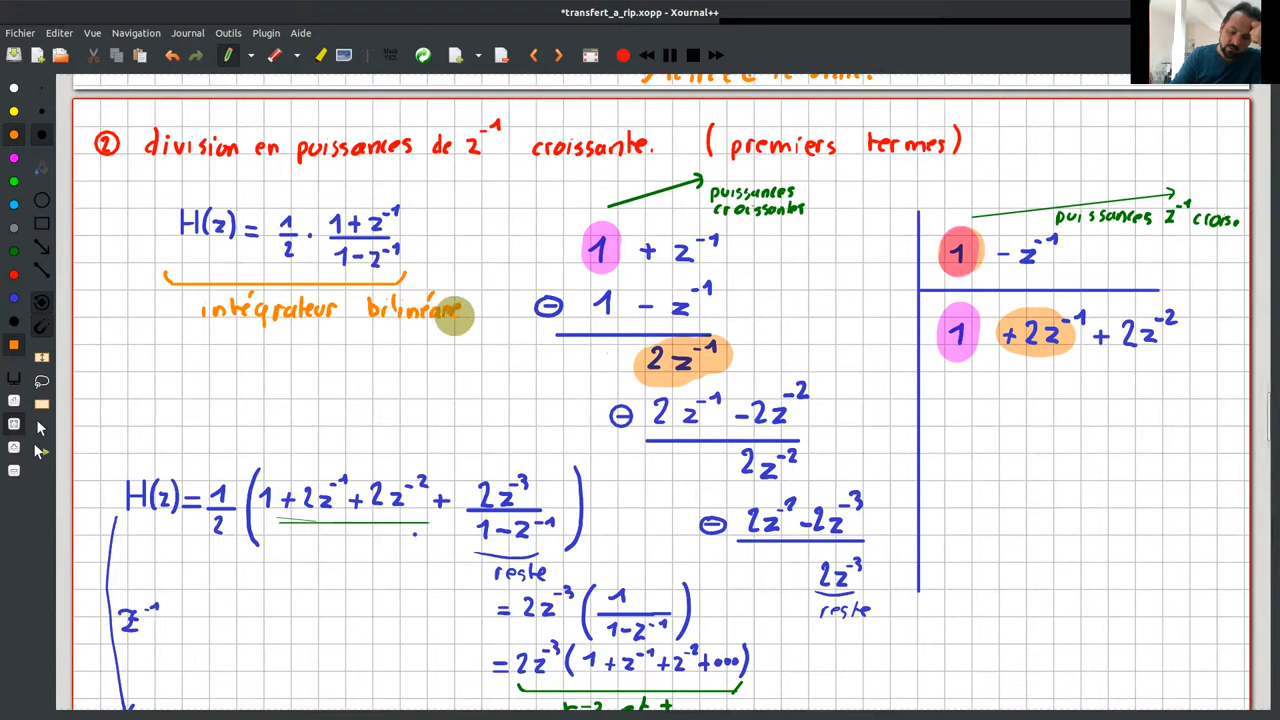 *transfert_a_rip.xopp - Xournal++
Fichier Editer Vue Navigation Journal Outils Plugin Aide
② division en puissances de z⁻¹ croissante. (premiers termes)
puissances
croissantes
puissances z⁻¹ crois.
H(z) = 1/2 · (1 + z⁻¹)/(1 - z⁻¹)
intégrateur bilinéare
1 + z⁻¹
⊖ 1 - z⁻¹
2z⁻¹
⊖ 2z⁻¹ - 2z⁻²
2z⁻²
⊖ 2z⁻² - 2z⁻³
2z⁻³
reste
1 - z⁻¹
1 + 2z⁻¹ + 2z⁻²
H(z) = 1/2 (1 + 2z⁻¹ + 2z⁻² + 2z⁻³/(1 - z⁻¹))
reste
= 2z⁻³ (1/(1 - z⁻¹))
= 2z⁻³ (1 + z⁻¹ + z⁻² + ...)
z⁻¹